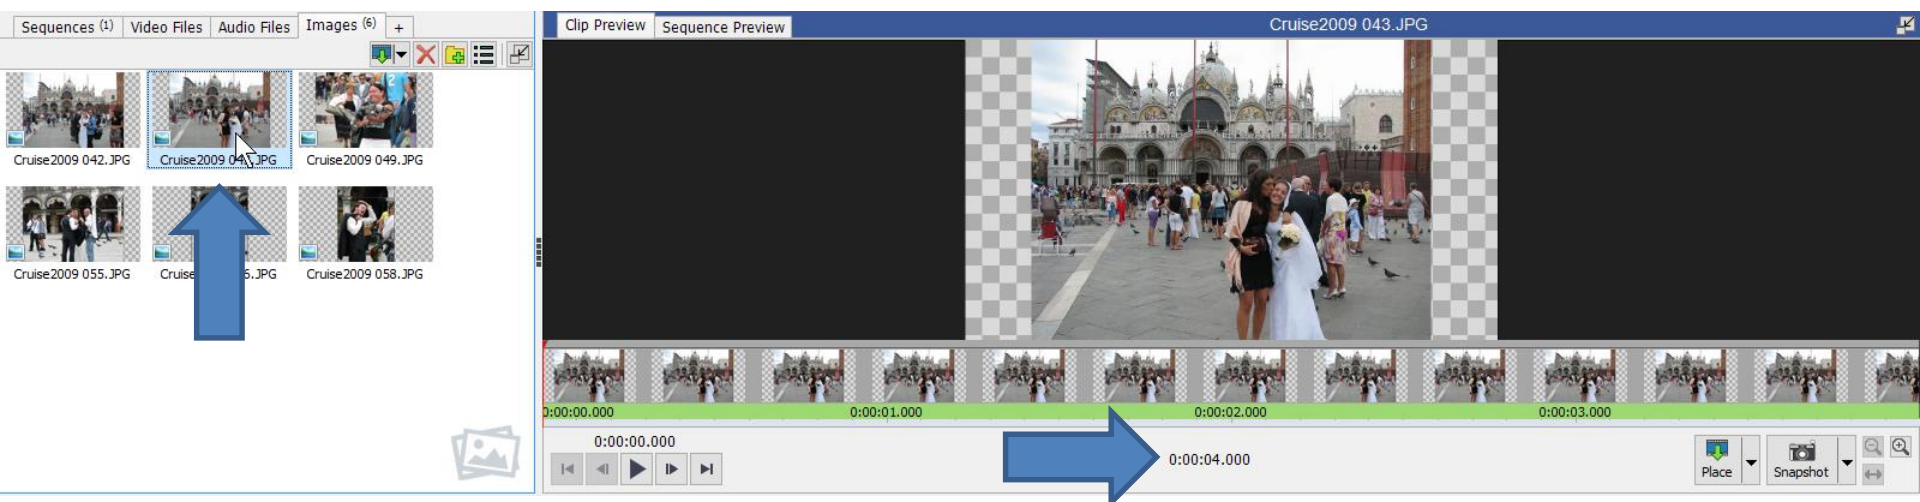 Sequences (1) Video Files Audio Files Images (6) +
Cruise2009 042.JPG Cruise2009 04 .JPG Cruise2009 049.JPG
Cruise2009 055.JPG Cruise 6.JPG Cruise2009 058.JPG
Clip Preview Sequence Preview Cruise2009 043.JPG
0:00:00.000 0:00:01.000 0:00:02.000 0:00:03.000
0:00:00.000
0:00:04.000
Place Snapshot